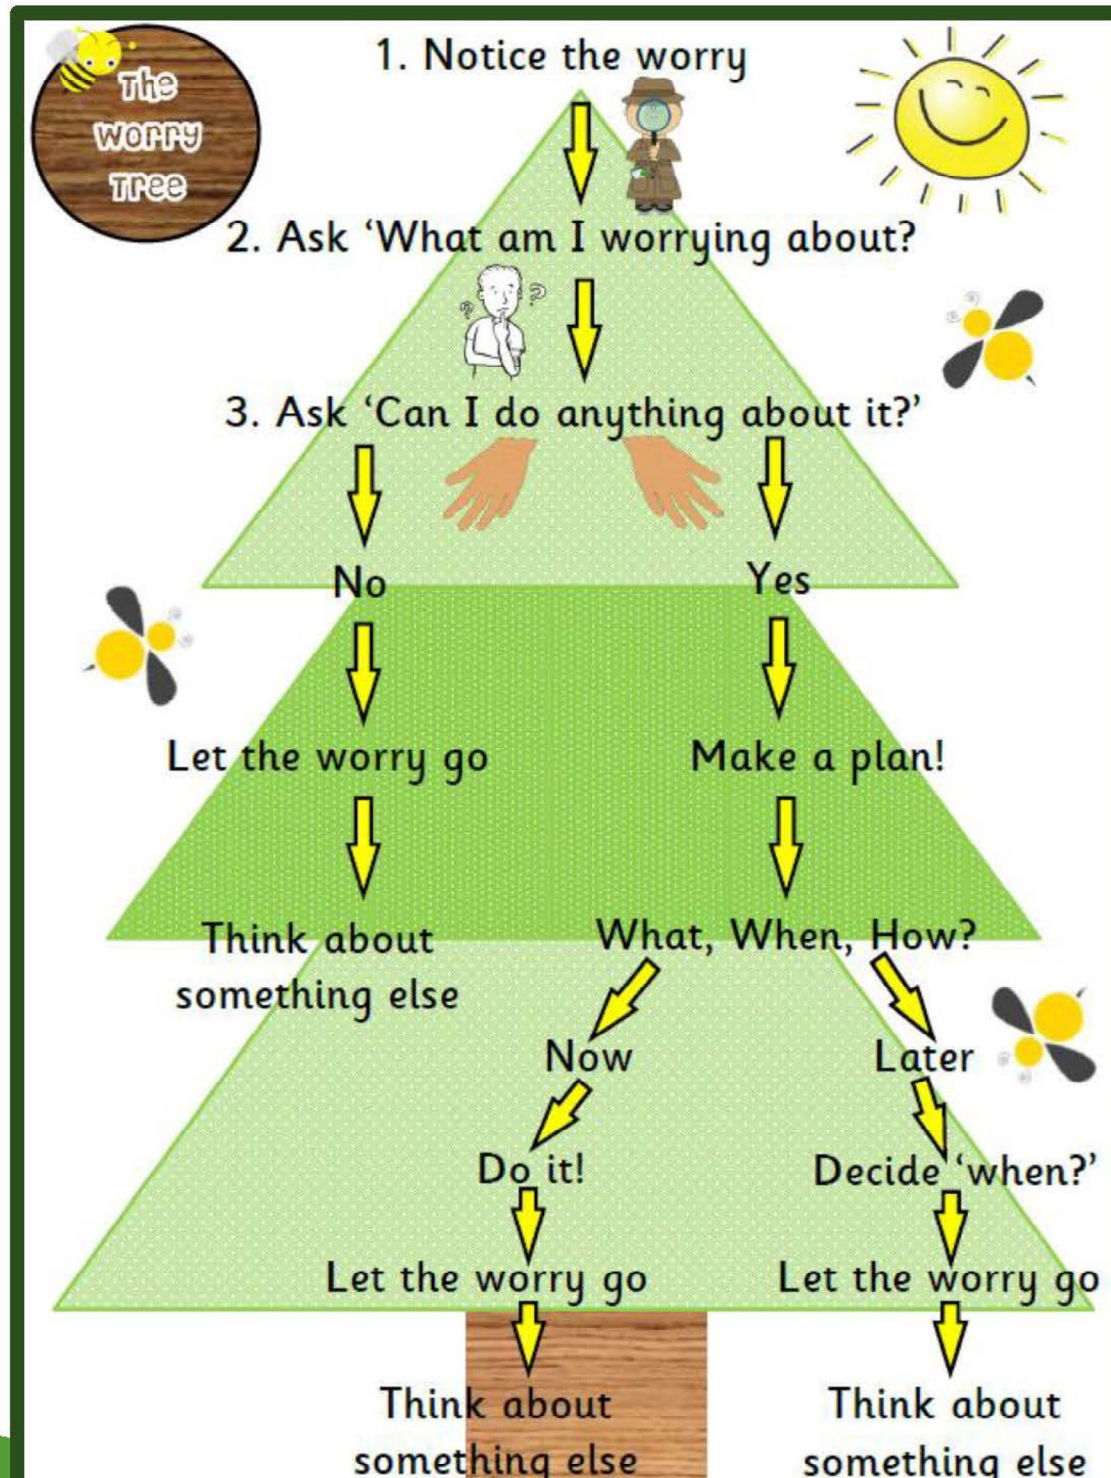 The
Worry
Tree
1. Notice the worry
2. Ask ‘What am I worrying about?
? ?
3. Ask ‘Can I do anything about it?’
No Yes
Let the worry go Make a plan!
Think about What, When, How?
something else
Now Later
Do it! Decide ‘when?’
Let the worry go Let the worry go
Think about Think about
something else something else